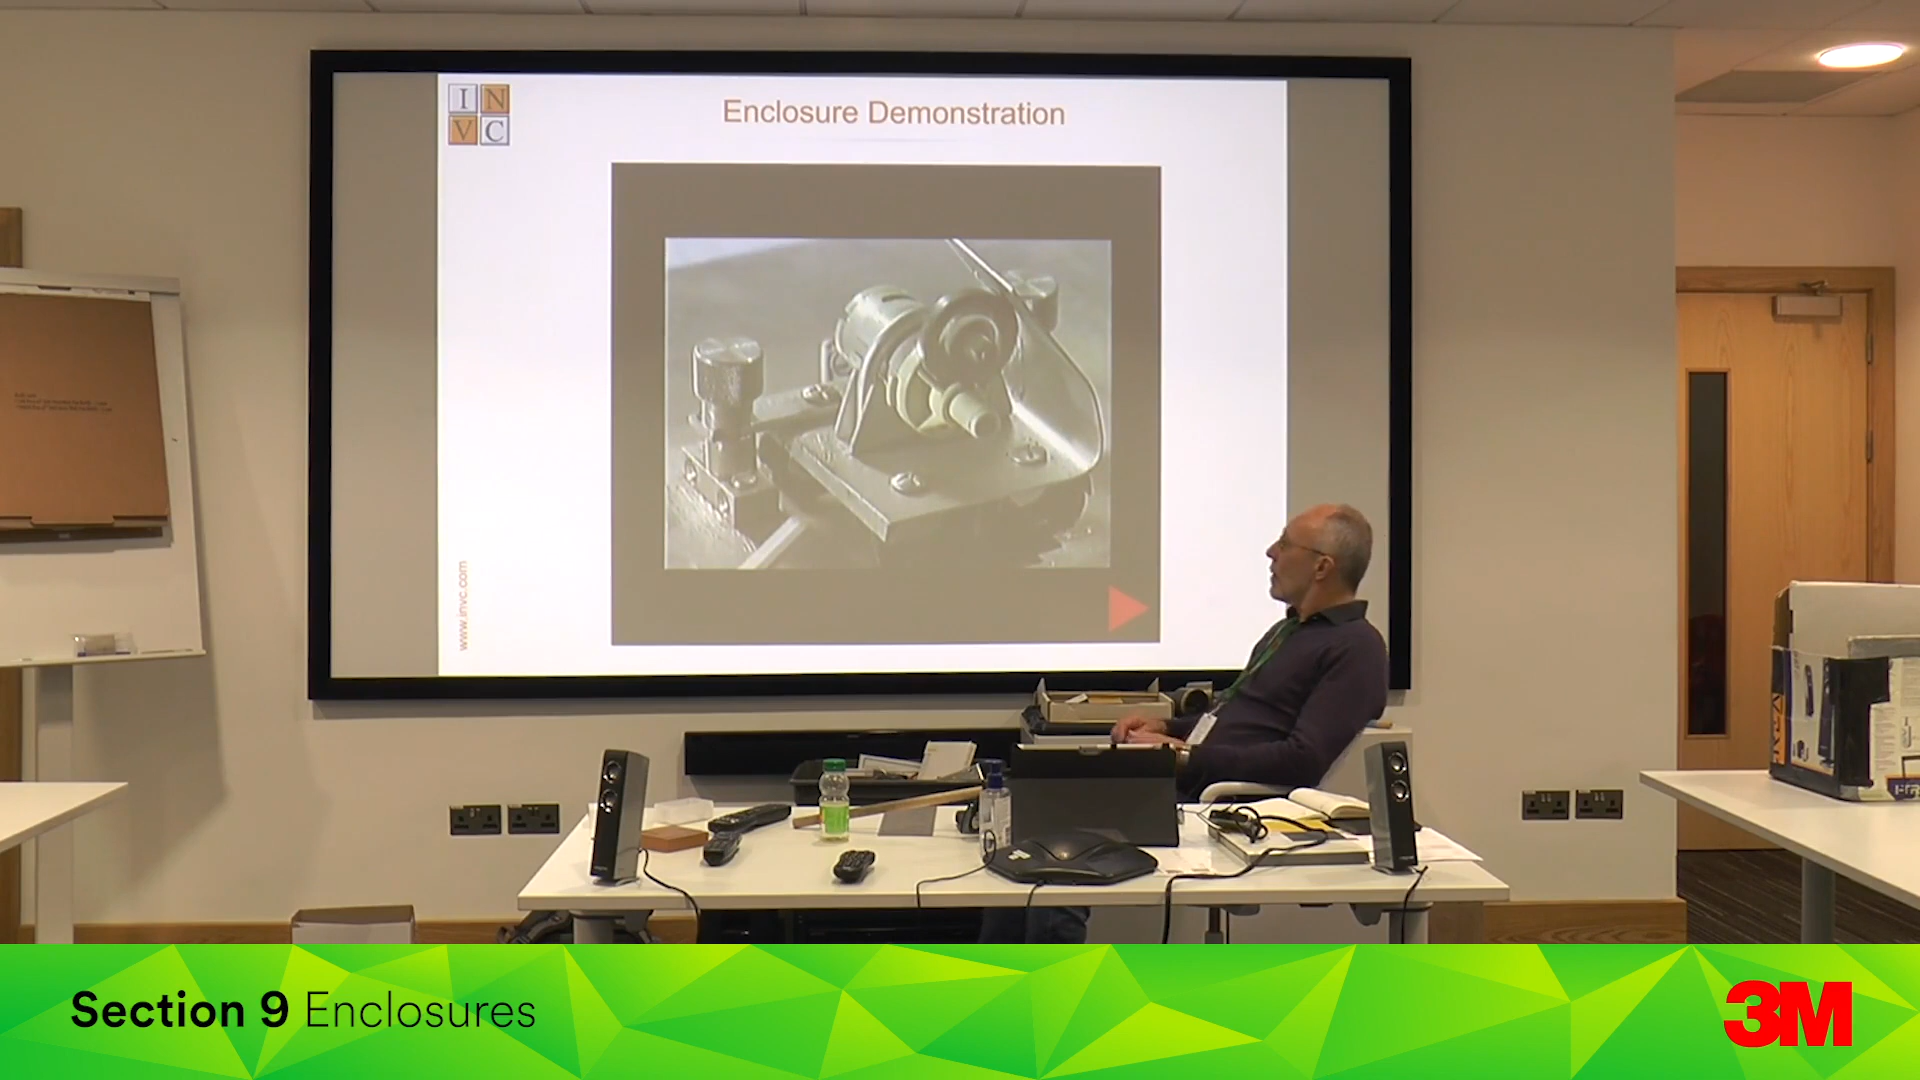 I N
V C
Enclosure Demonstration
www.invc.com
Section 9 Enclosures
3M